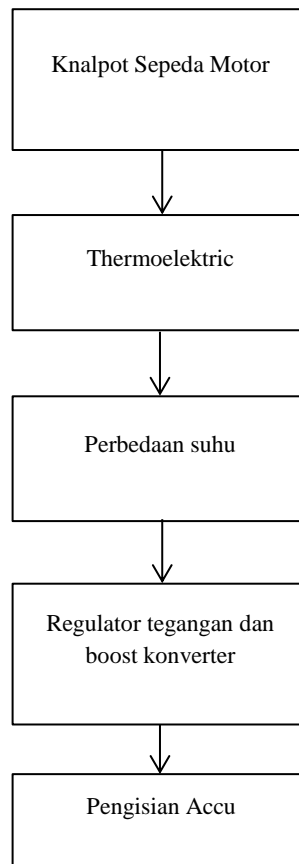 Knalpot Sepeda Motor
Thermoelektric
Perbedaan suhu
Regulator tegangan dan
boost konverter
Pengisian Accu